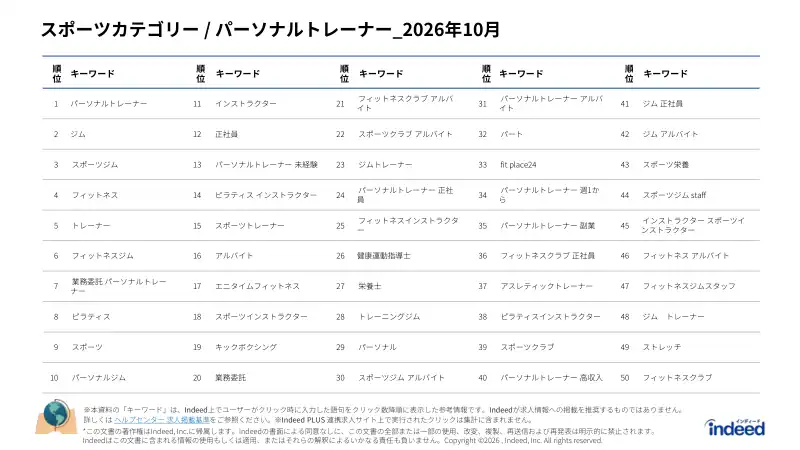 スポーツカテゴリー / パーソナルトレーナー_2026年10月
順位 キーワード 順位 キーワード 順位 キーワード 順位 キーワード 順位 キーワード
1 パーソナルトレーナー 11 インストラクター 21 フィットネスクラブ アルバイト 31 パーソナルトレーナー アルバイト 41 ジム 正社員
2 ジム 12 正社員 22 スポーツクラブ アルバイト 32 パート 42 ジム アルバイト
3 スポーツジム 13 パーソナルトレーナー 未経験 23 ジムトレーナー 33 fit place24 43 スポーツ栄養
4 フィットネス 14 ピラティス インストラクター 24 パーソナルトレーナー 正社員 34 パーソナルトレーナー 週1から 44 スポーツジム staff
5 トレーナー 15 スポーツトレーナー 25 フィットネスインストラクター 35 パーソナルトレーナー 副業 45 インストラクター スポーツインストラクター
6 フィットネスジム 16 アルバイト 26 健康運動指導士 36 フィットネスクラブ 正社員 46 フィットネス アルバイト
7 業務委託 パーソナルトレーナー 17 エニタイムフィットネス 27 栄養士 37 アスレティックトレーナー 47 フィットネスジムスタッフ
8 ピラティス 18 スポーツインストラクター 28 トレーニングジム 38 ピラティスインストラクター 48 ジム　トレーナー
9 スポーツ 19 キックボクシング 29 パーソナル 39 スポーツクラブ 49 ストレッチ
10 パーソナルジム 20 業務委託 30 スポーツジム アルバイト 40 パーソナルトレーナー 高収入 50 フィットネスクラブ
※本資料の「キーワード」は、Indeed上でユーザーがクリック時に入力した語句をクリック数降順に表示した参考情報です。Indeedが求人情報への掲載を推奨するものではありません。
詳しくは ヘルプセンター 求人掲載基準をご参照ください。※Indeed PLUS 連携求人サイト上で実行されたクリックは集計に含まれません。
*この文書の著作権はIndeed, Inc.に帰属します。Indeedの書面による同意なしに、この文書の全部または一部の使用、改変、複製、再送信および再発表は明示的に禁止されます。
Indeedはこの文書に含まれる情報の使用もしくは適用、またはそれらの解釈によるいかなる責任も負いません。Copyright ©2026 , Indeed, Inc. All rights reserved.
インディード
indeed